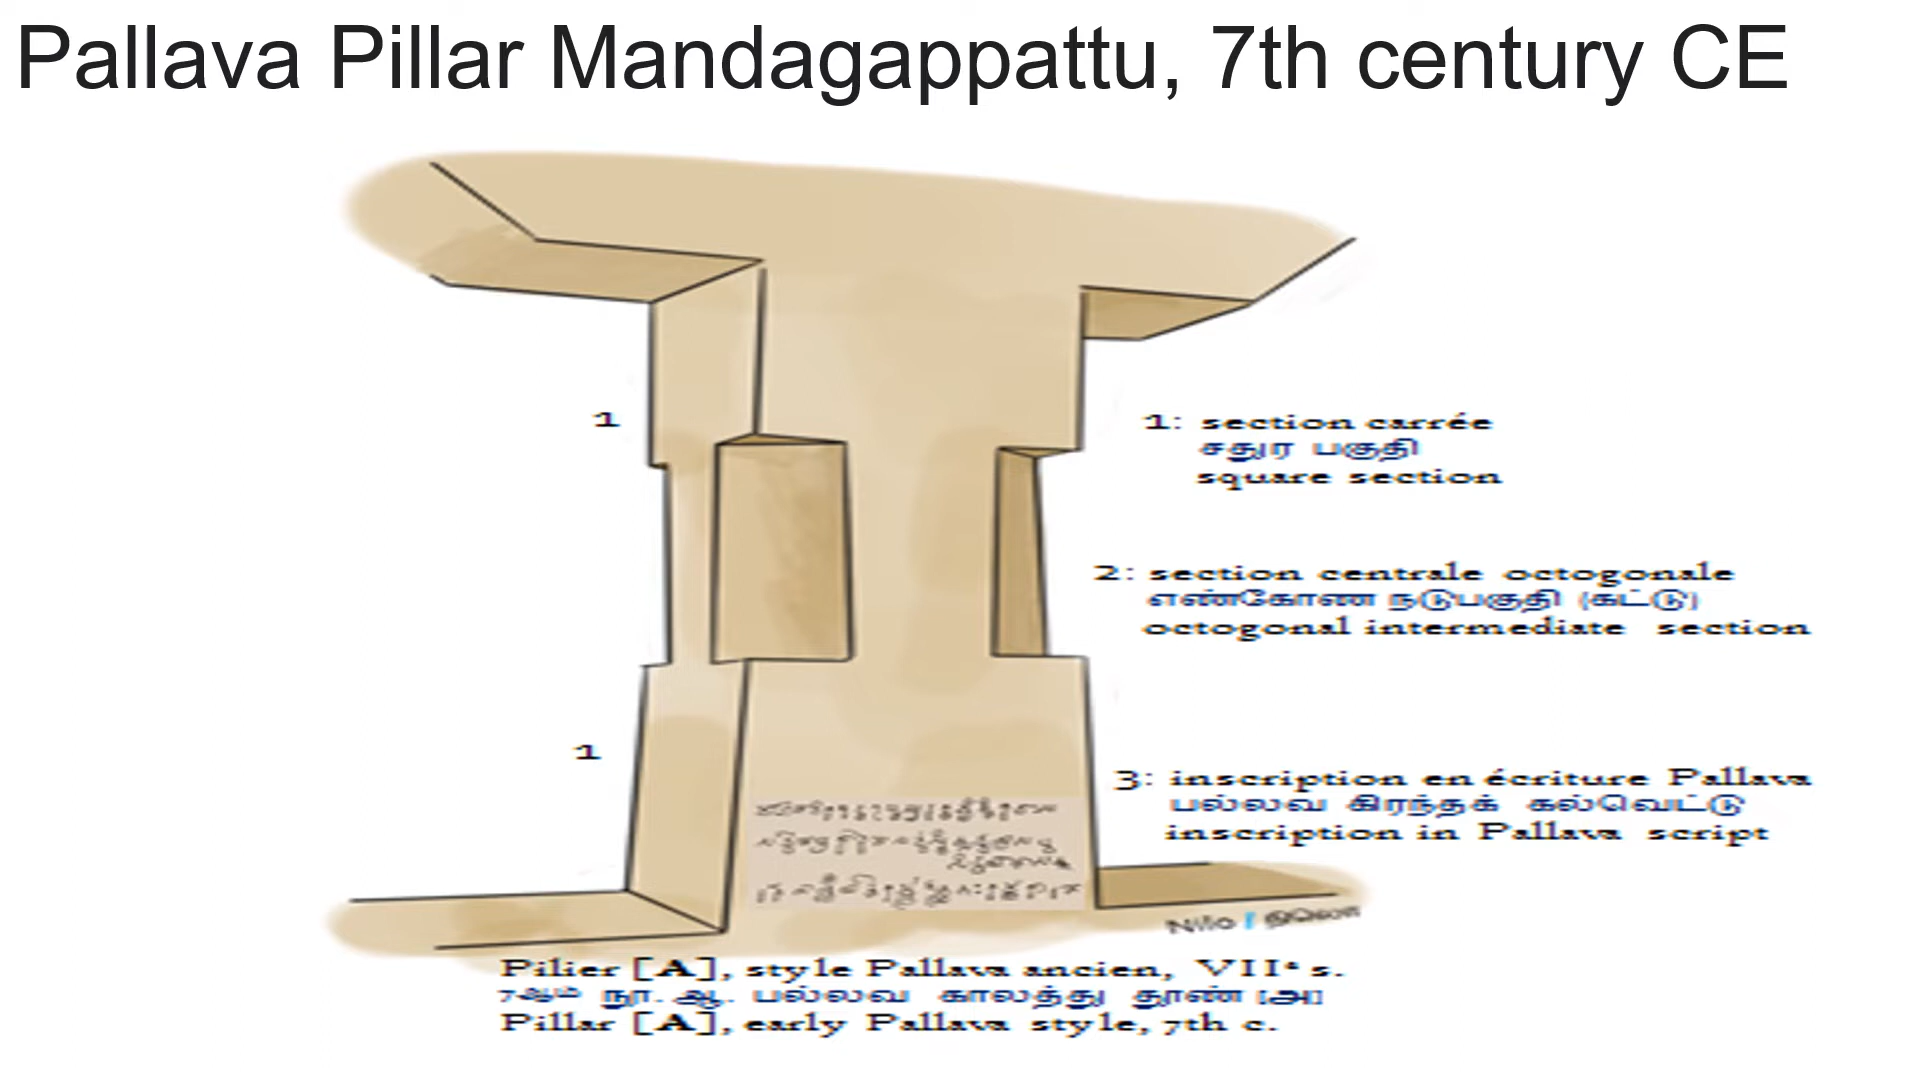 Pallava Pillar Mandagappattu, 7th century CE
1
1: section carrée
சதுர பகுதி
square section
2: section centrale octogonale
எண்கோண நடுபகுதி (கட்டு)
octogonal intermediate section
1
3: inscription en écriture Pallava
பல்லவ கிரந்தக் கல்வெட்டு
inscription in Pallava script
Nilo
Pilier [A], style Pallava ancien, VIIe s.
7ஆம் நூ. ஆ. பல்லவ காலத்து தூண் [அ]
Pillar [A], early Pallava style, 7th c.